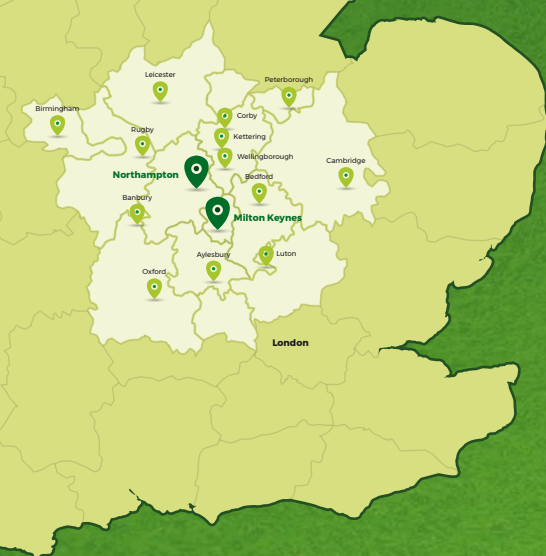 Leicester
Peterborough
Birmingham
Corby
Rugby
Kettering
Wellingborough
Cambridge
Northampton
Bedford
Banbury
Milton Keynes
Aylesbury
Luton
Oxford
London